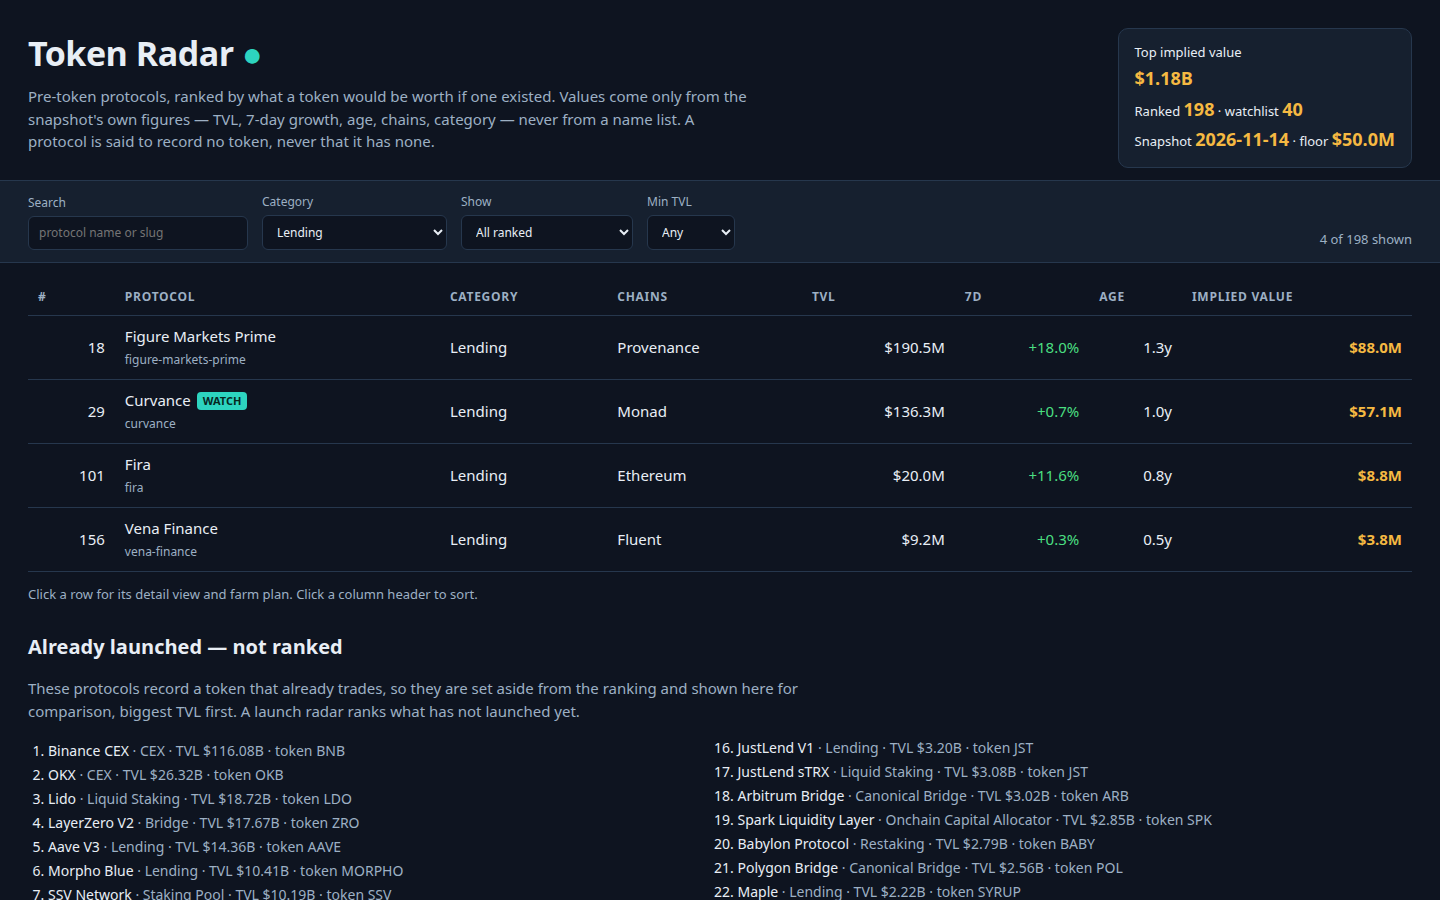 Token Radar
Pre-token protocols, ranked by what a token would be worth if one existed. Values come only from the
snapshot's own figures — TVL, 7-day growth, age, chains, category — never from a name list. A
protocol is said to record no token, never that it has none.
Top implied value
$1.18B
Ranked 198 · watchlist 40
Snapshot 2026-11-14 · floor $50.0M
Search
protocol name or slug
Category
Lending
Show
All ranked
Min TVL
Any
4 of 198 shown
# PROTOCOL CATEGORY CHAINS TVL 7D AGE IMPLIED VALUE
18 Figure Markets Prime Lending Provenance $190.5M +18.0% 1.3y $88.0M
figure-markets-prime
29 Curvance WATCH Lending Monad $136.3M +0.7% 1.0y $57.1M
curvance
101 Fira Lending Ethereum $20.0M +11.6% 0.8y $8.8M
fira
156 Vena Finance Lending Fluent $9.2M +0.3% 0.5y $3.8M
vena-finance
Click a row for its detail view and farm plan. Click a column header to sort.
Already launched — not ranked
These protocols record a token that already trades, so they are set aside from the ranking and shown here for
comparison, biggest TVL first. A launch radar ranks what has not launched yet.
1. Binance CEX · CEX · TVL $116.08B · token BNB
2. OKX · CEX · TVL $26.32B · token OKB
3. Lido · Liquid Staking · TVL $18.72B · token LDO
4. LayerZero V2 · Bridge · TVL $17.67B · token ZRO
5. Aave V3 · Lending · TVL $14.36B · token AAVE
6. Morpho Blue · Lending · TVL $10.41B · token MORPHO
7. SSV Network · Staking Pool · TVL $10.19B · token SSV
16. JustLend V1 · Lending · TVL $3.20B · token JST
17. JustLend sTRX · Liquid Staking · TVL $3.08B · token JST
18. Arbitrum Bridge · Canonical Bridge · TVL $3.02B · token ARB
19. Spark Liquidity Layer · Onchain Capital Allocator · TVL $2.85B · token SPK
20. Babylon Protocol · Restaking · TVL $2.79B · token BABY
21. Polygon Bridge · Canonical Bridge · TVL $2.56B · token POL
22. Maple · Lending · TVL $2.22B · token SYRUP